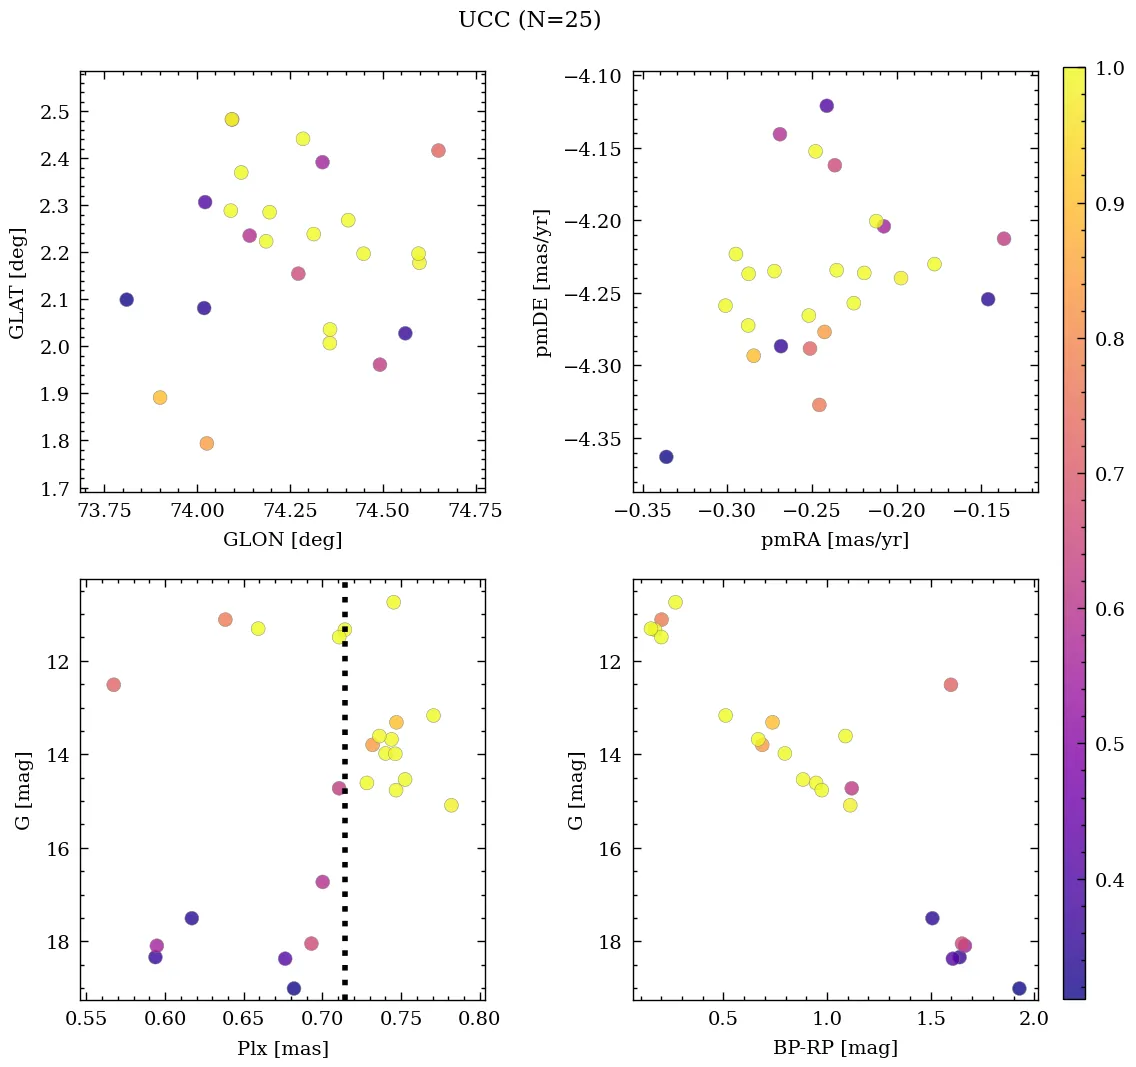 UCC (N=25)
2.5
2.4
2.3
2.2
2.1
2.0
1.9
1.8
1.7
GLAT [deg]
73.75 74.00 74.25 74.50 74.75
GLON [deg]
−4.10
−4.15
−4.20
−4.25
−4.30
−4.35
pmDE [mas/yr]
−0.35 −0.30 −0.25 −0.20 −0.15
pmRA [mas/yr]
12
14
16
18
G [mag]
0.55 0.60 0.65 0.70 0.75 0.80
Plx [mas]
12
14
16
18
G [mag]
0.5 1.0 1.5 2.0
BP-RP [mag]
1.0
0.9
0.8
0.7
0.6
0.5
0.4